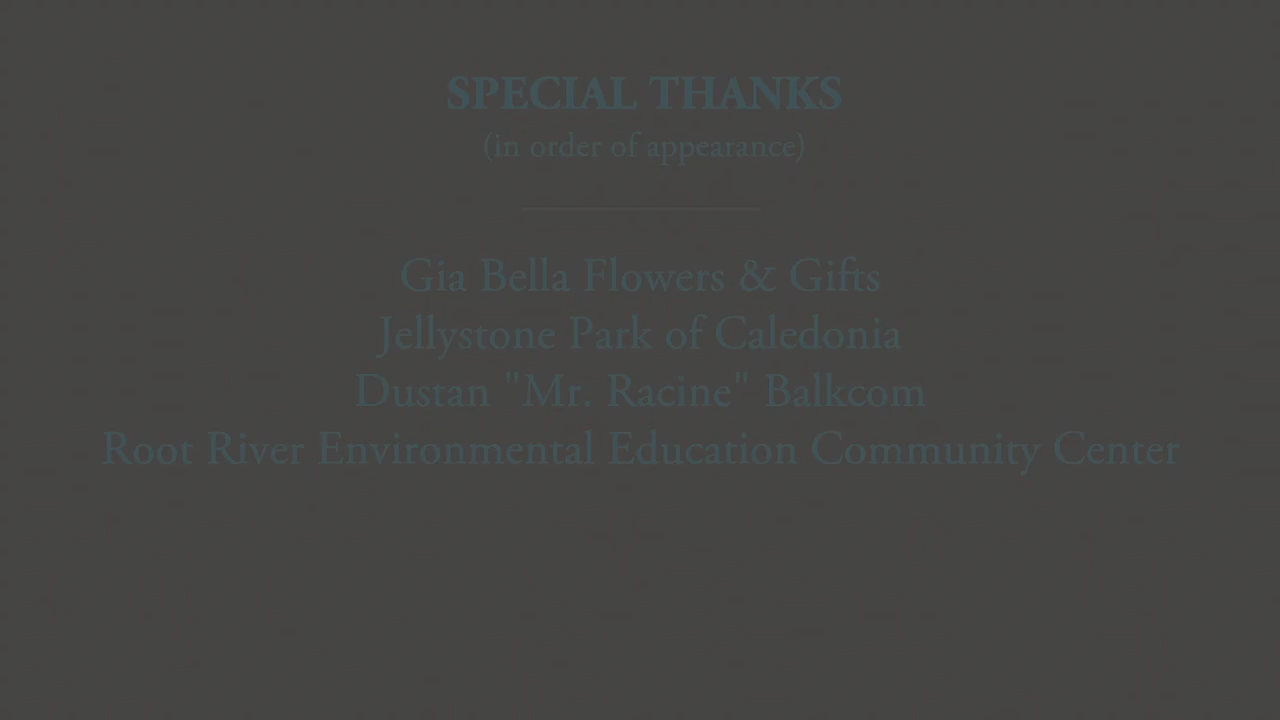 SPECIAL THANKS
(in order of appearance)
Gia Bella Flowers & Gifts
Jellystone Park of Caledonia
Dustan "Mr. Racine" Balkcom
Root River Environmental Education Community Center